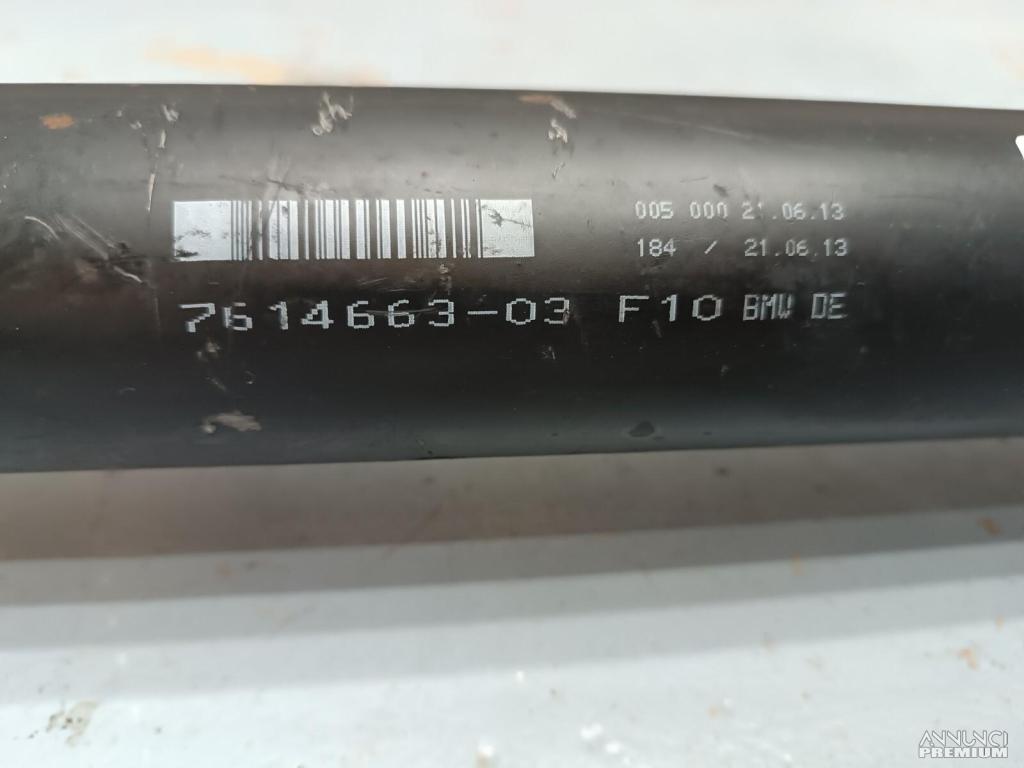 005 000 21.06.13
184 / 21.06.13
7614663-03 F10 BMW DE
ANNUNCI
PREMIUM